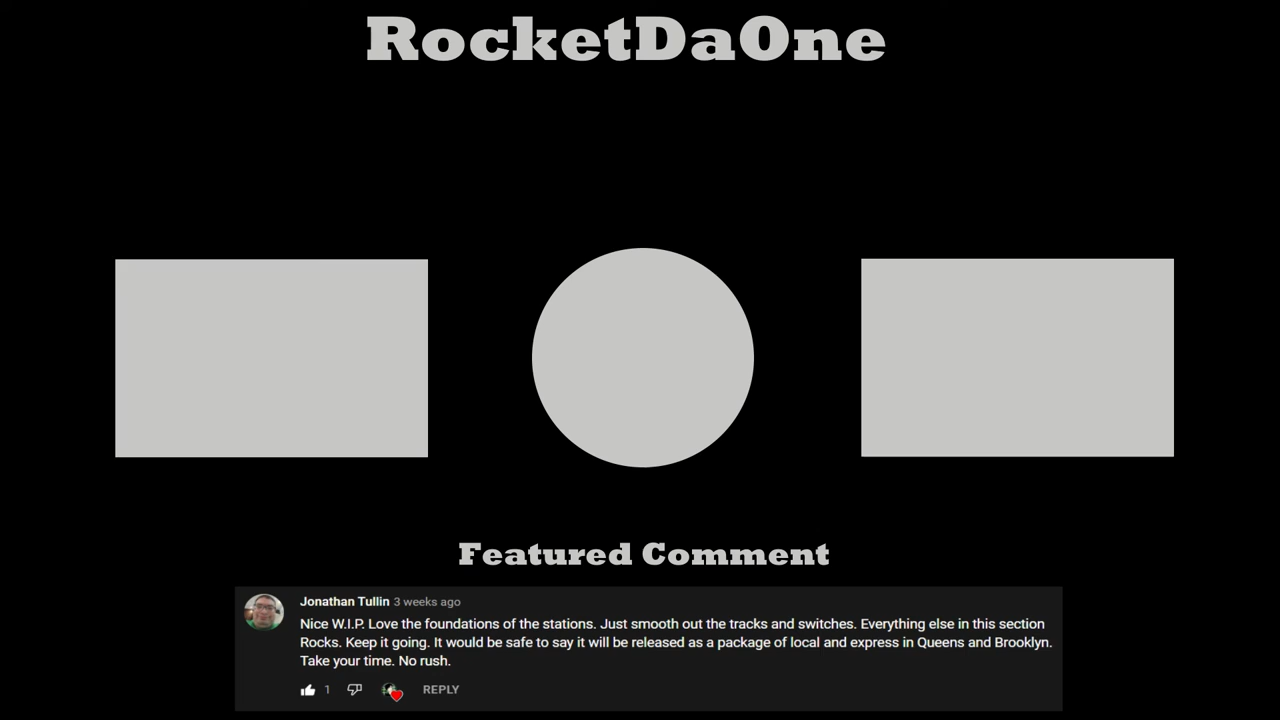 RocketDaOne
Featured Comment
Jonathan Tullin 3 weeks ago
Nice W.I.P. Love the foundations of the stations. Just smooth out the tracks and switches. Everything else in this section
Rocks. Keep it going. It would be safe to say it will be released as a package of local and express in Queens and Brooklyn.
Take your time. No rush.
1 REPLY